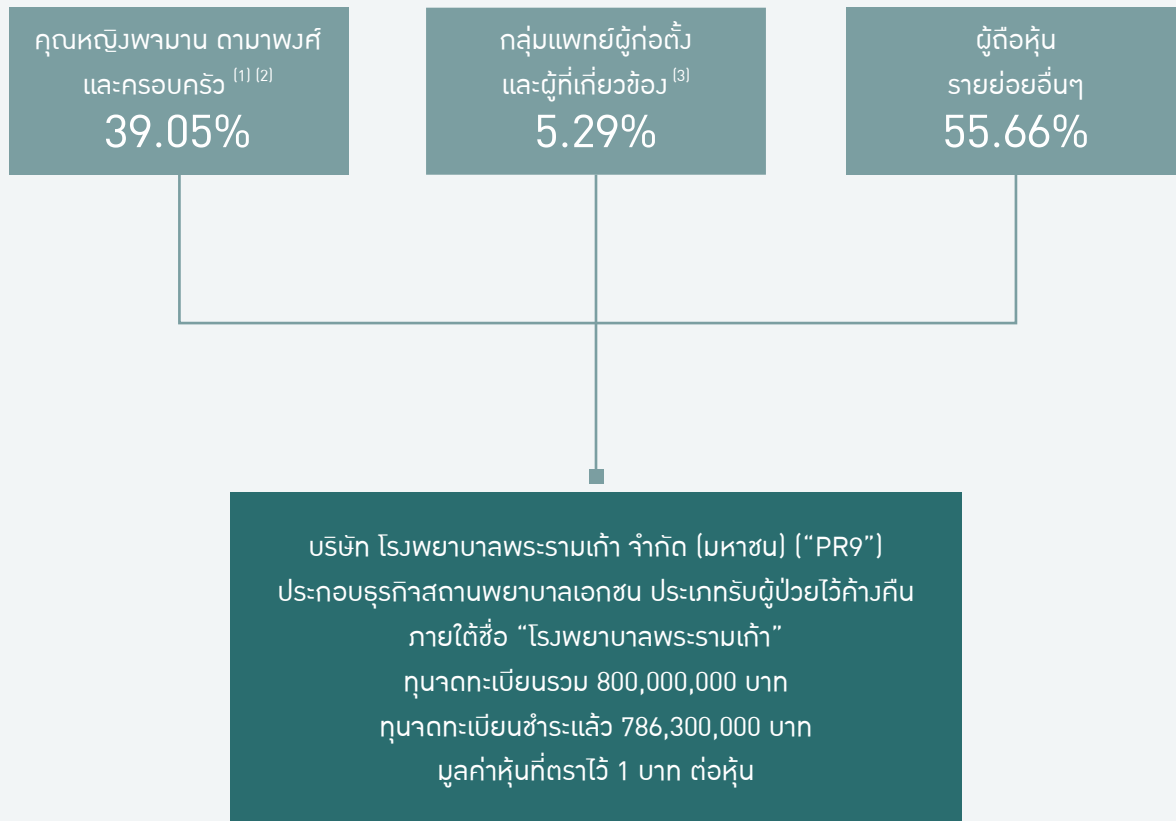 คุณหญิงพจมาน ดามาพงศ์
และครอบครัว (1) (2)
39.05%
กลุ่มแพทย์ผู้ก่อตั้ง
และผู้ที่เกี่ยวข้อง (3)
5.29%
ผู้ถือหุ้น
รายย่อยอื่นๆ
55.66%
บริษัท โรงพยาบาลพระรามเก้า จำกัด (มหาชน) (“PR9”)
ประกอบธุรกิจสถานพยาบาลเอกชน ประเภทรับผู้ป่วยไว้ค้างคืน
ภายใต้ชื่อ “โรงพยาบาลพระรามเก้า”
ทุนจดทะเบียนรวม 800,000,000 บาท
ทุนจดทะเบียนชำระแล้ว 786,300,000 บาท
มูลค่าหุ้นที่ตราไว้ 1 บาท ต่อหุ้น